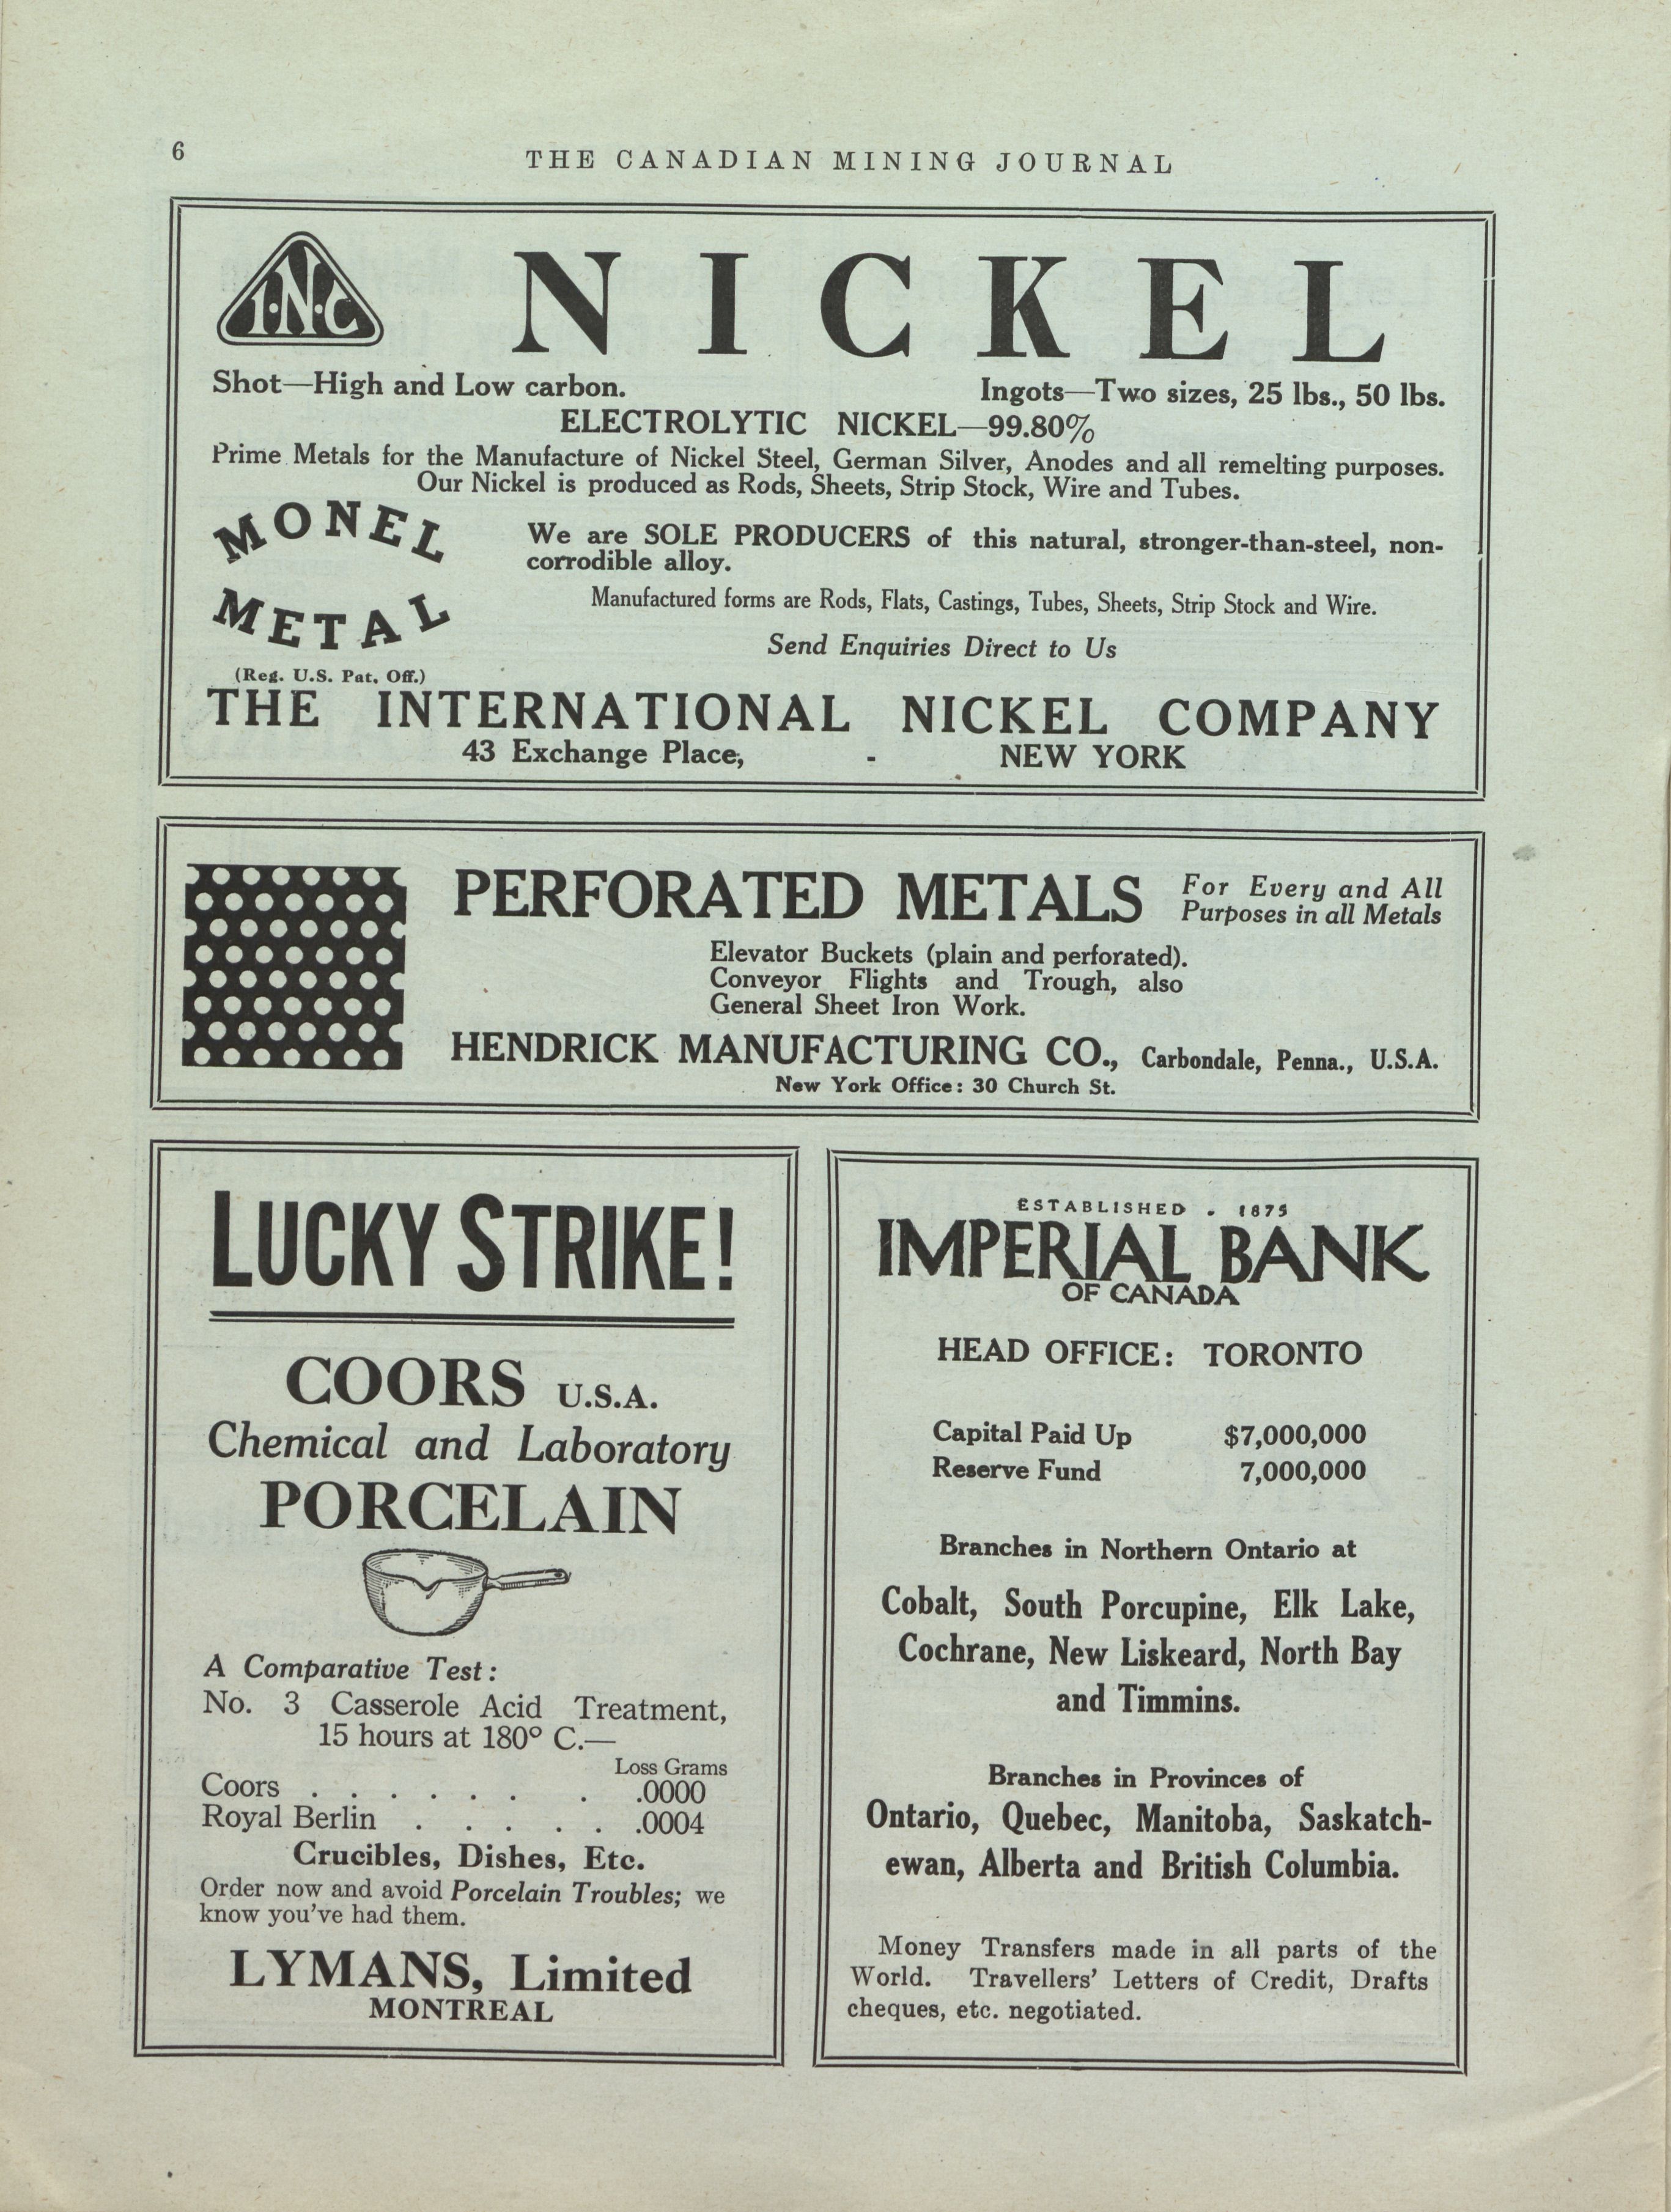 6
THE CANADIAN MINING JOURNAL
I·N·C
NICKEL
Shot—High and Low carbon.
Ingots—Two sizes, 25 lbs., 50 lbs.
ELECTROLYTIC NICKEL—99.80%
Prime Metals for the Manufacture of Nickel Steel, German Silver, Anodes and all remelting purposes.
Our Nickel is produced as Rods, Sheets, Strip Stock, Wire and Tubes.
MONEL
METAL
(Reg. U.S. Pat. Off.)
We are SOLE PRODUCERS of this natural, stronger-than-steel, non-
corrodible alloy.
Manufactured forms are Rods, Flats, Castings, Tubes, Sheets, Strip Stock and Wire.
Send Enquiries Direct to Us
THE INTERNATIONAL NICKEL COMPANY
43 Exchange Place, - NEW YORK
PERFORATED METALS
For Every and All
Purposes in all Metals
Elevator Buckets (plain and perforated).
Conveyor Flights and Trough, also
General Sheet Iron Work.
HENDRICK MANUFACTURING CO., Carbondale, Penna., U.S.A.
New York Office: 30 Church St.
LUCKY STRIKE!
COORS U.S.A.
Chemical and Laboratory
PORCELAIN
A Comparative Test:
No. 3 Casserole Acid Treatment,
15 hours at 180° C.—
Loss Grams
Coors . . . . . . . .0000
Royal Berlin . . . . . .0004
Crucibles, Dishes, Etc.
Order now and avoid Porcelain Troubles; we
know you've had them.
LYMANS, Limited
MONTREAL
ESTABLISHED . 1875
IMPERIAL BANK
OF CANADA
HEAD OFFICE: TORONTO
Capital Paid Up $7,000,000
Reserve Fund 7,000,000
Branches in Northern Ontario at
Cobalt, South Porcupine, Elk Lake,
Cochrane, New Liskeard, North Bay
and Timmins.
Branches in Provinces of
Ontario, Quebec, Manitoba, Saskatch-
ewan, Alberta and British Columbia.
Money Transfers made in all parts of the
World. Travellers' Letters of Credit, Drafts
cheques, etc. negotiated.